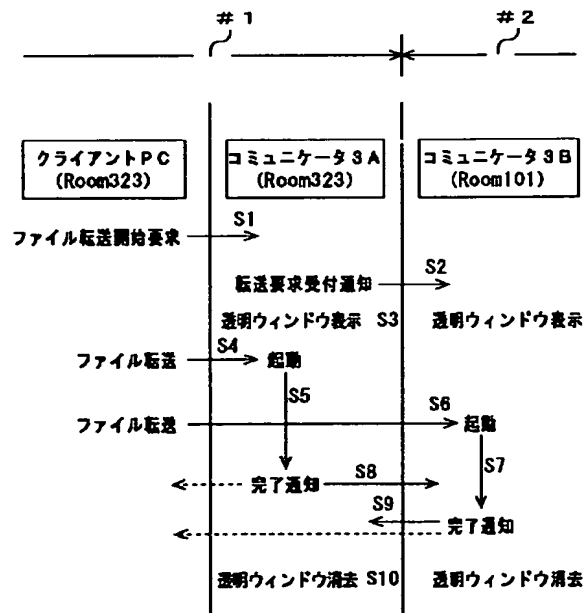 #1
#2
クライアントPC
(Room323)
コミュニケータ3A
(Room323)
コミュニケータ3B
(Room101)
S1
ファイル転送開始要求
S2
転送要求受付通知
透明ウィンドウ表示 S3 透明ウィンドウ表示
S4
ファイル転送 起動
S5
S6
ファイル転送 起動
S7
完了通知 S8
S9
完了通知
透明ウィンドウ消去 S10 透明ウィンドウ消去